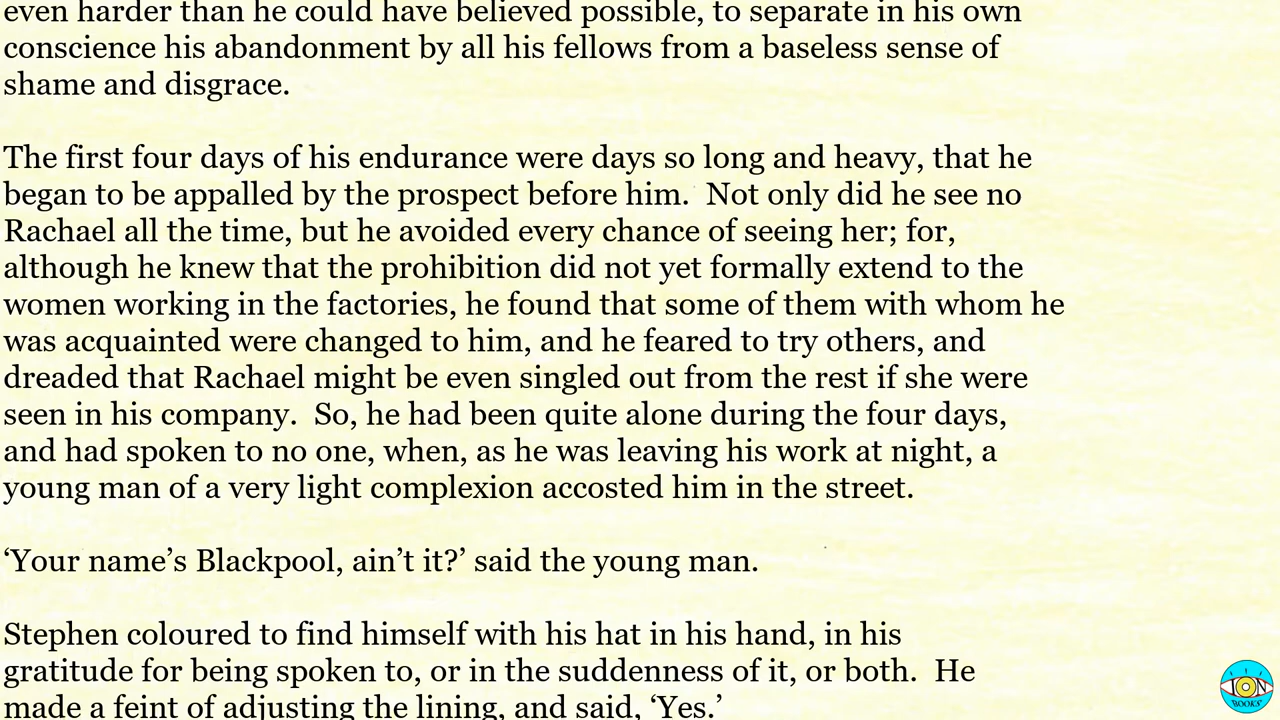 even harder than he could have believed possible, to separate in his own
conscience his abandonment by all his fellows from a baseless sense of
shame and disgrace.
The first four days of his endurance were days so long and heavy, that he
began to be appalled by the prospect before him.  Not only did he see no
Rachael all the time, but he avoided every chance of seeing her; for,
although he knew that the prohibition did not yet formally extend to the
women working in the factories, he found that some of them with whom he
was acquainted were changed to him, and he feared to try others, and
dreaded that Rachael might be even singled out from the rest if she were
seen in his company.  So, he had been quite alone during the four days,
and had spoken to no one, when, as he was leaving his work at night, a
young man of a very light complexion accosted him in the street.
‘Your name’s Blackpool, ain’t it?’ said the young man.
Stephen coloured to find himself with his hat in his hand, in his
gratitude for being spoken to, or in the suddenness of it, or both.  He
made a feint of adjusting the lining, and said, ‘Yes.’
ION
BOOKS